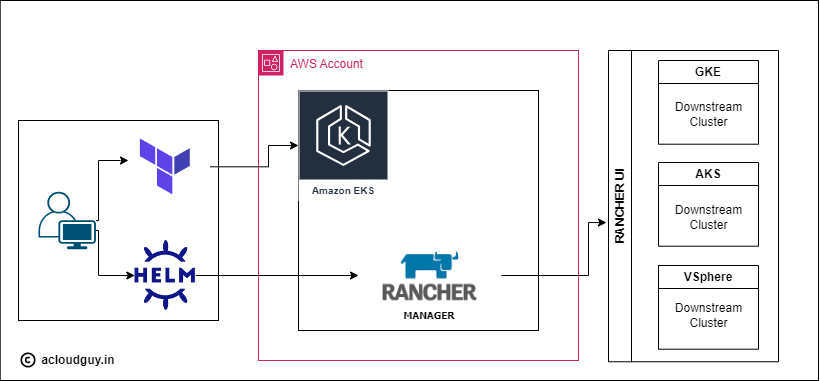 AWS Account
K
Amazon EKS
HELM
RANCHER
MANAGER
RANCHER UI
GKE
Downstream
Cluster
AKS
Downstream
Cluster
VSphere
Downstream
Cluster
© acloudguy.in